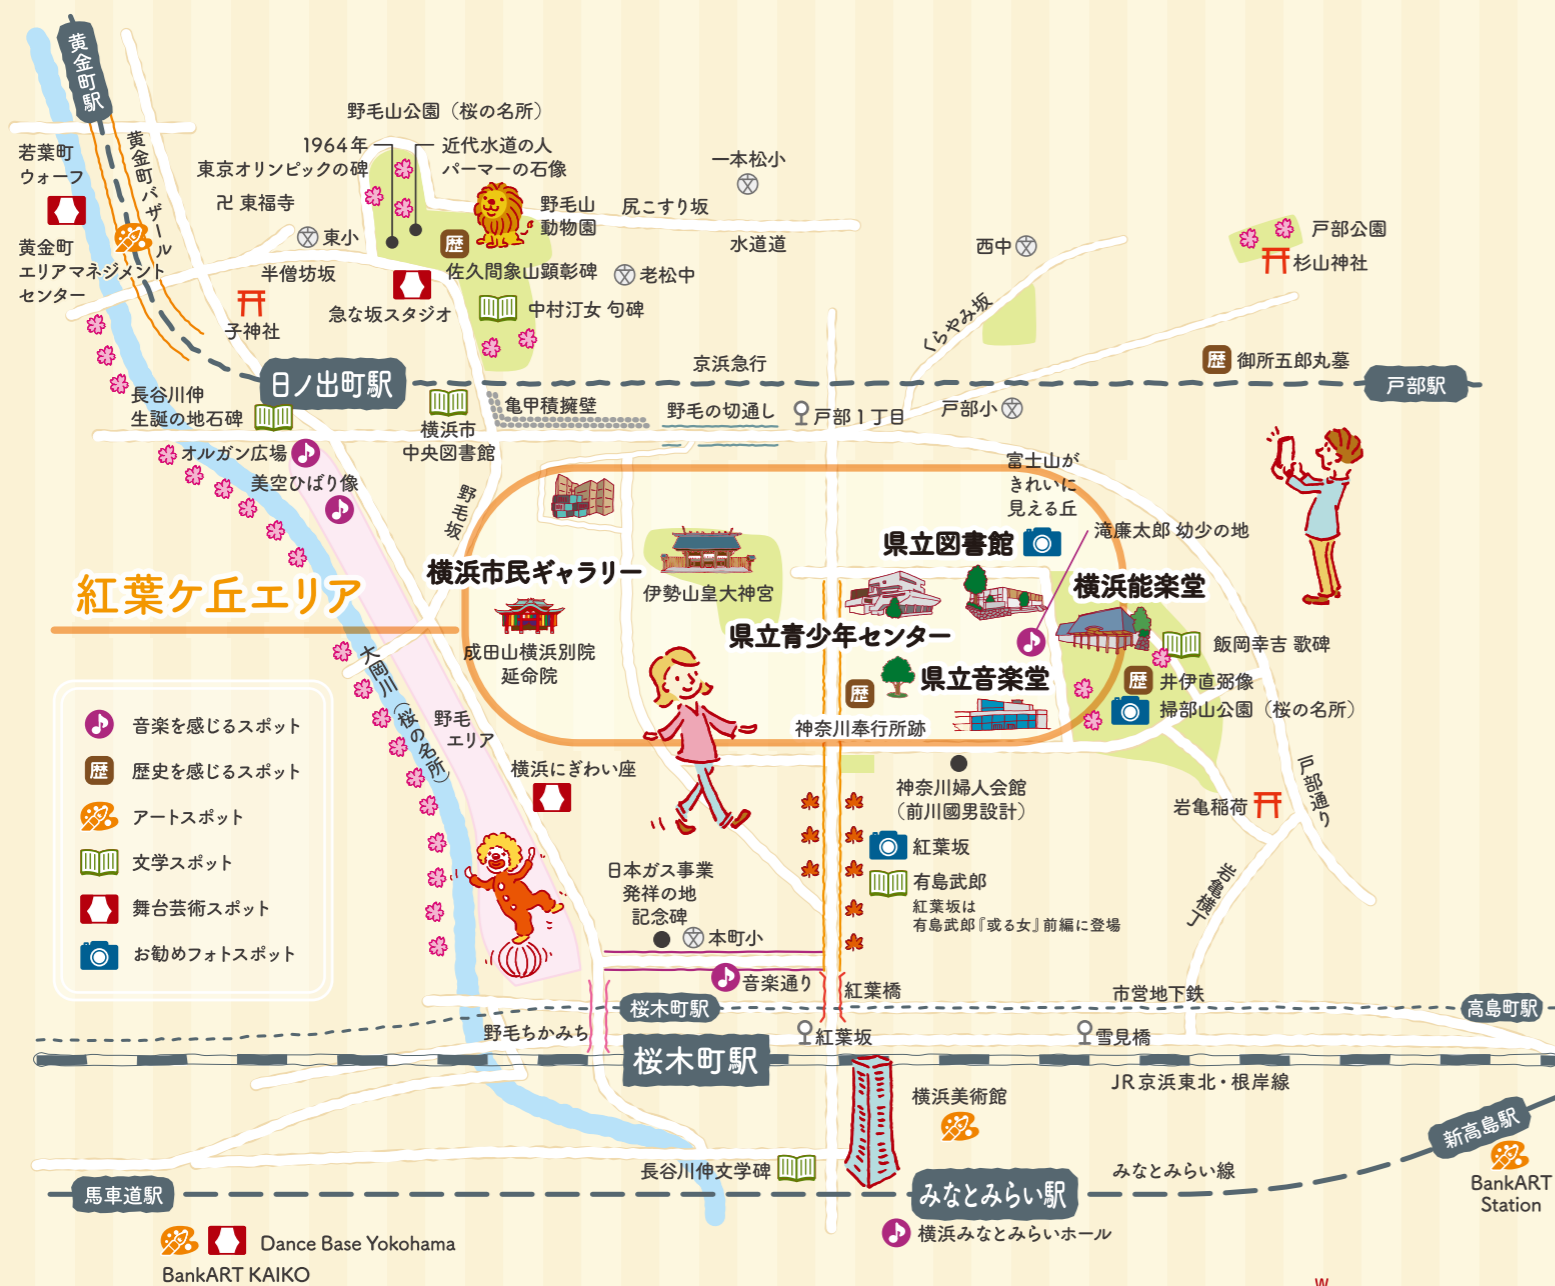 黄金町駅
若葉町
ウォーフ
黄金町バザール
黄金町
エリアマネジメント
センター
野毛山公園（桜の名所）
1964年
東京オリンピックの碑
近代水道の人
パーマーの石像
卍 東福寺
文 東小
半僧坊坂
子神社
歴
野毛山
動物園
尻こすり坂
一本松小
文
水道道
佐久間象山顕彰碑
文 老松中
急な坂スタジオ
中村汀女 句碑
西中 文
くらやみ坂
戸部公園
杉山神社
歴 御所五郎丸墓
日ノ出町駅
京浜急行
戸部駅
長谷川伸
生誕の地石碑
横浜市
中央図書館
亀甲積擁壁
野毛の切通し
戸部1丁目
戸部小 文
オルガン広場
美空ひばり像
野毛坂
富士山が
きれいに
見える丘
滝廉太郎 幼少の地
県立図書館
横浜市民ギャラリー
伊勢山皇大神宮
横浜能楽堂
紅葉ケ丘エリア
県立青少年センター
成田山横浜別院
延命院
飯岡幸吉 歌碑
県立音楽堂
歴
歴 井伊直弼像
掃部山公園（桜の名所）
神奈川奉行所跡
大岡川（桜の名所）
野毛
エリア
音楽を感じるスポット
歴 歴史を感じるスポット
アートスポット
文学スポット
舞台芸術スポット
お勧めフォトスポット
横浜にぎわい座
神奈川婦人会館
（前川國男設計）
岩亀稲荷
戸部通り
紅葉坂
有島武郎
紅葉坂は
有島武郎『或る女』前編に登場
岩亀横丁
日本ガス事業
発祥の地
記念碑
文 本町小
音楽通り
紅葉橋
市営地下鉄
桜木町駅
高島町駅
野毛ちかみち
桜木町駅
紅葉坂
雪見橋
JR京浜東北・根岸線
横浜美術館
新高島駅
長谷川伸文学碑
みなとみらい線
BankART
Station
馬車道駅
みなとみらい駅
横浜みなとみらいホール
Dance Base Yokohama
BankART KAIKO
W